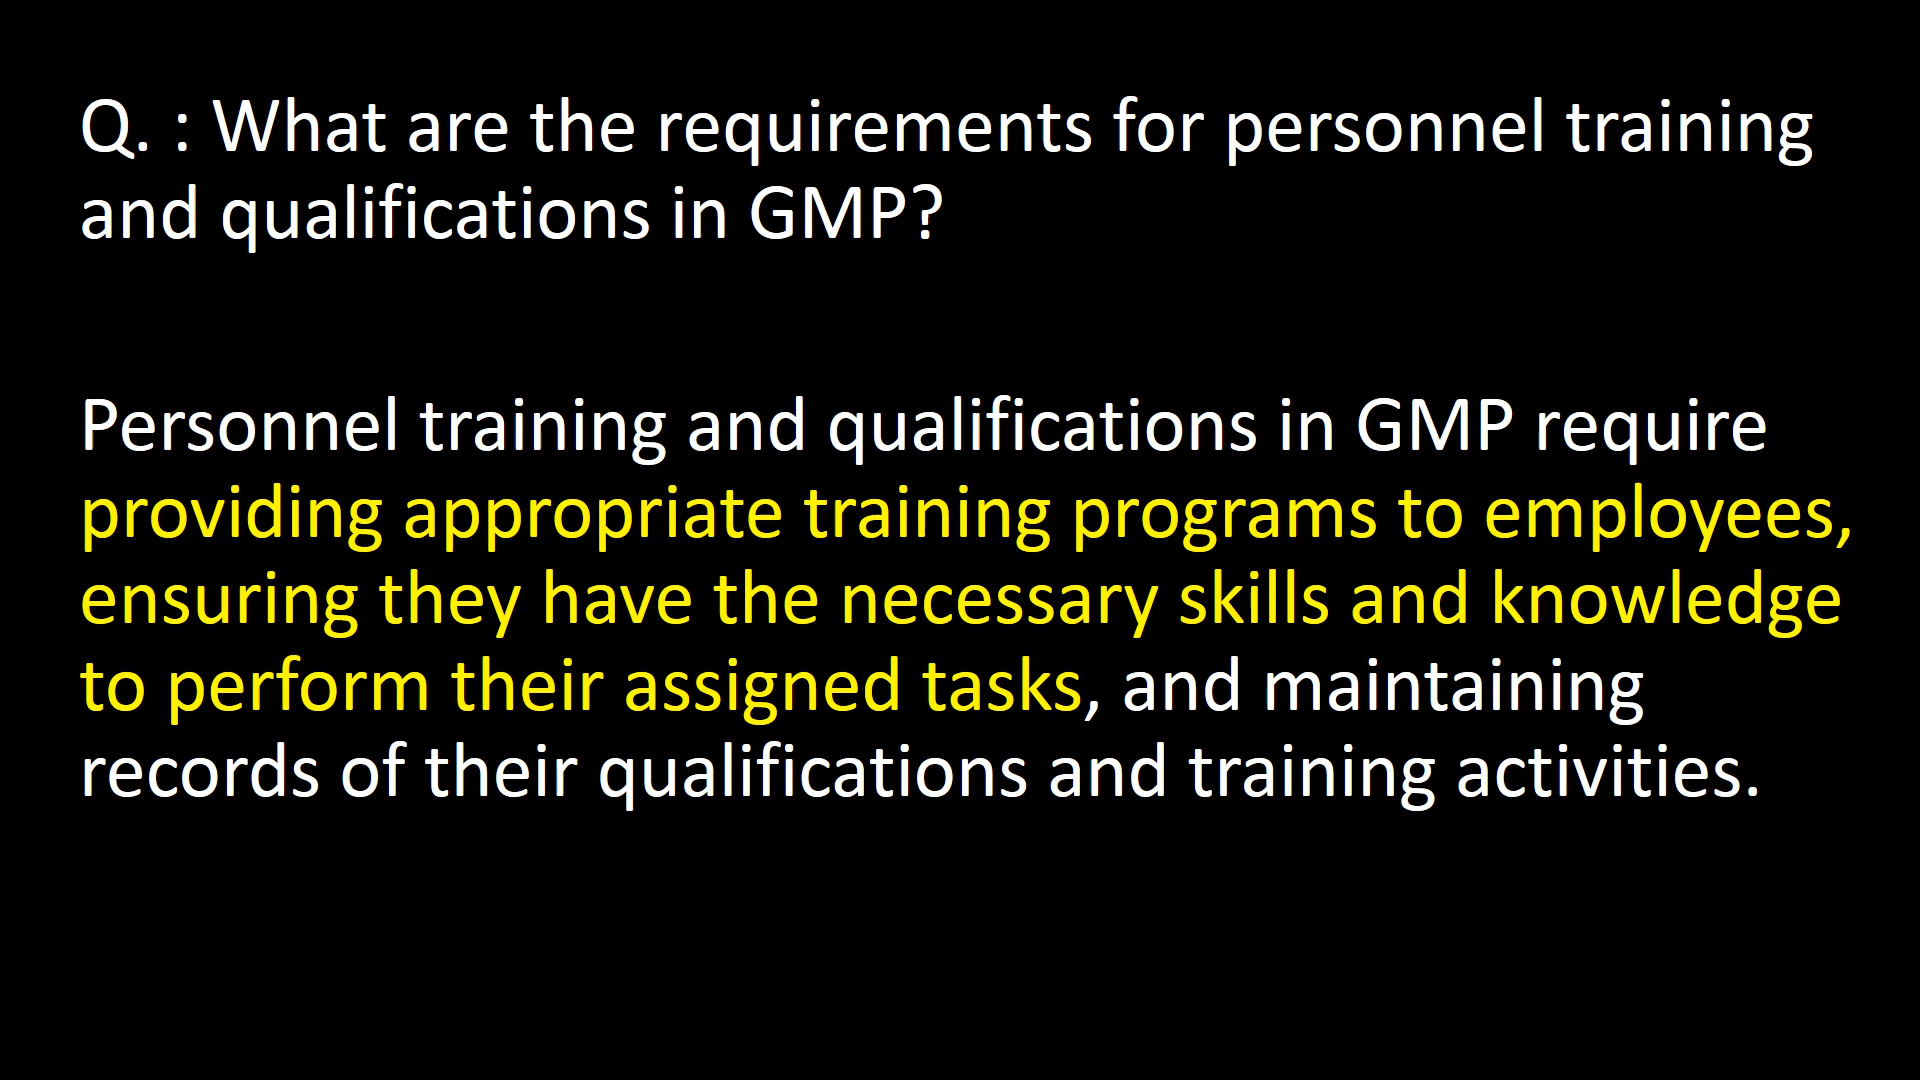 Q. : What are the requirements for personnel training
and qualifications in GMP?
Personnel training and qualifications in GMP require
providing appropriate training programs to employees,
ensuring they have the necessary skills and knowledge
to perform their assigned tasks, and maintaining
records of their qualifications and training activities.